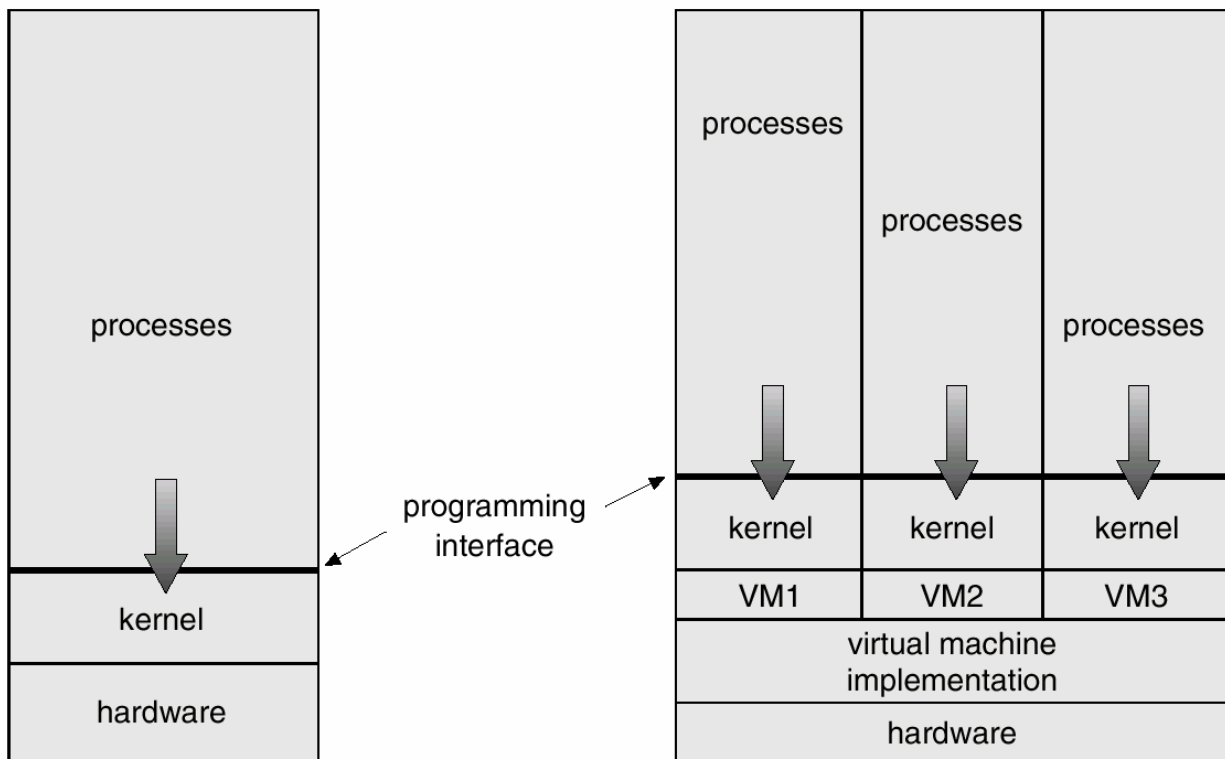 processes
kernel
hardware
programming
interface
processes
processes
processes
kernel
kernel
kernel
VM1
VM2
VM3
virtual machine
implementation
hardware